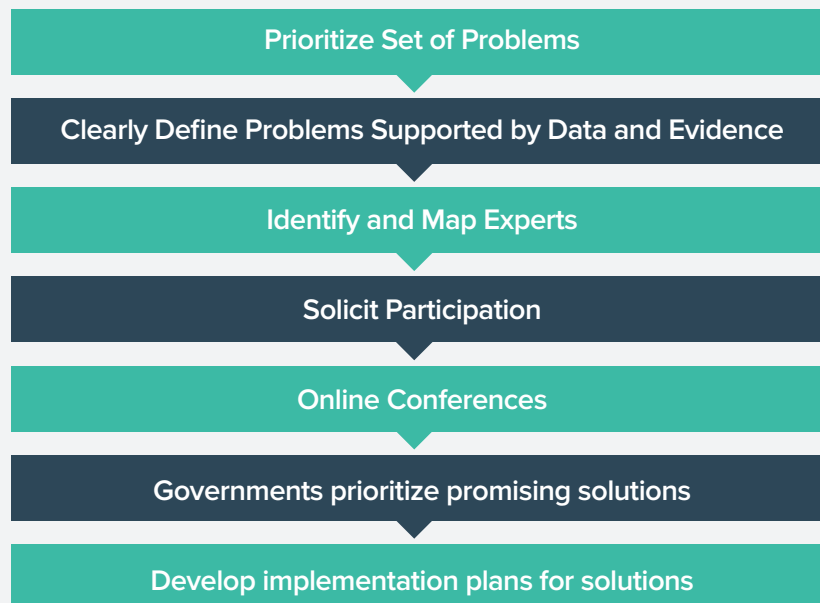 Prioritize Set of Problems
Clearly Define Problems Supported by Data and Evidence
Identify and Map Experts
Solicit Participation
Online Conferences
Governments prioritize promising solutions
Develop implementation plans for solutions